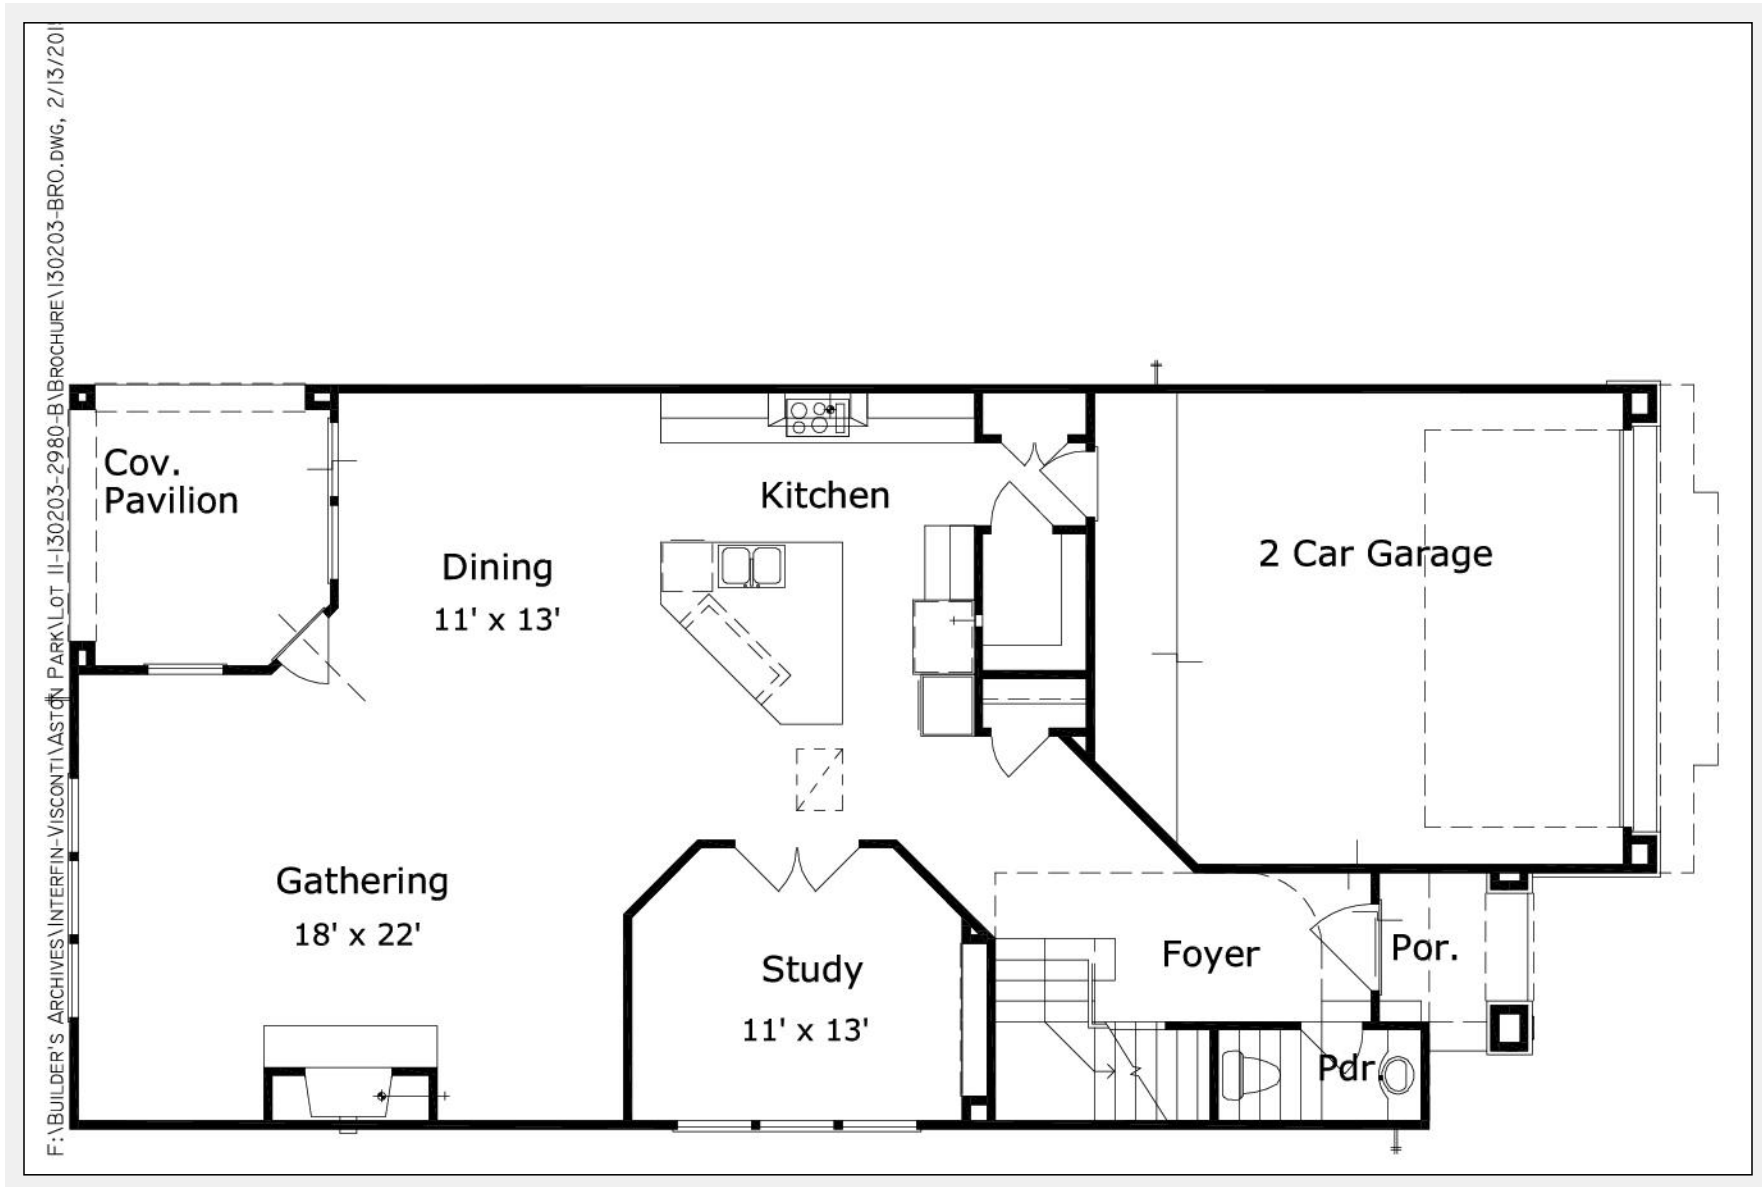 F:\BUILDER'S ARCHIVES\INTERFIN-VISCONTI\ASTON PARK\LOT 11-130203-2980-B\BROCHURE\130203-BRO.DWG, 2/13/201
Cov.
Pavilion
Kitchen
Dining
11' x 13'
2 Car Garage
Gathering
18' x 22'
Study
11' x 13'
Foyer
Por.
Pdr.